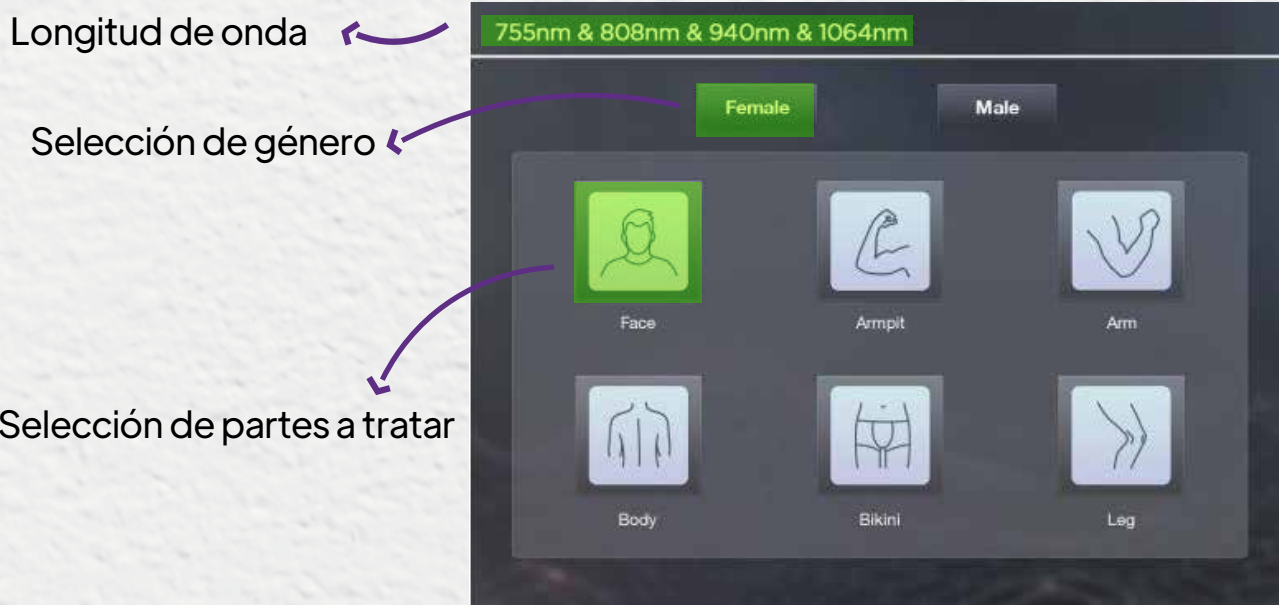 Longitud de onda
755nm & 808nm & 940nm & 1064nm
Selección de género
Female
Male
Face
Armpit
Arm
Selección de partes a tratar
Body
Bikini
Leg